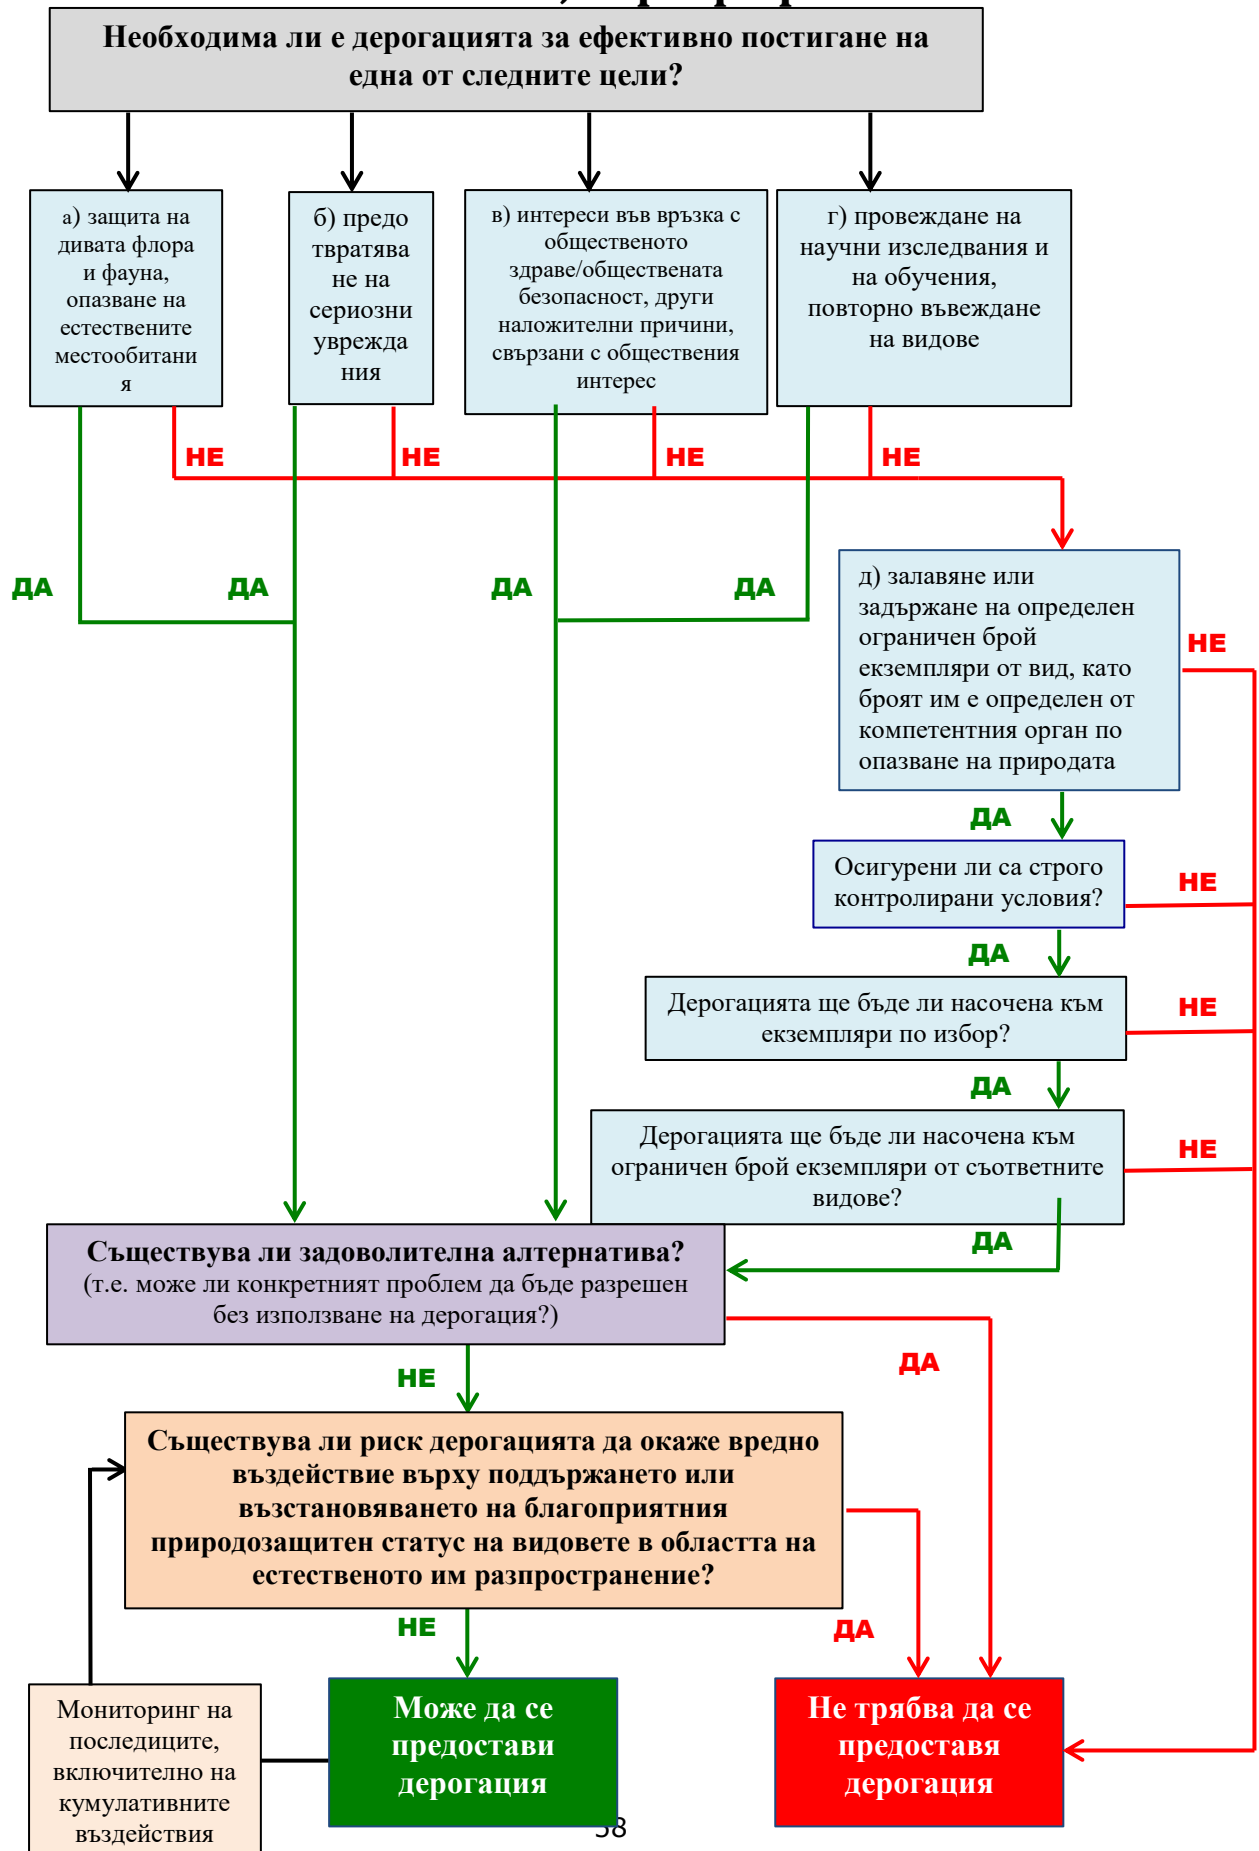 Необходима ли е дерогацията за ефективно постигане на
една от следните цели?
а) защита на
дивата флора
и фауна,
опазване на
естествените
местообитани
я
б) предо
твратява
не на
сериозни
уврежда
ния
в) интереси във връзка с
общественото
здраве/обществената
безопасност, други
наложителни причини,
свързани с обществения
интерес
г) провеждане на
научни изследвания и
на обучения,
повторно въвеждане
на видове
НЕ
НЕ
НЕ
НЕ
ДА
ДА
ДА
ДА
д) залавяне или
задържане на определен
ограничен брой
екземпляри от вид, като
броят им е определен от
компетентния орган по
опазване на природата
НЕ
ДА
Осигурени ли са строго
контролирани условия?
НЕ
ДА
Дерогацията ще бъде ли насочена към
екземпляри по избор?
НЕ
ДА
Дерогацията ще бъде ли насочена към
ограничен брой екземпляри от съответните
видове?
НЕ
ДА
Съществува ли задоволителна алтернатива?
(т.е. може ли конкретният проблем да бъде разрешен
без използване на дерогация?)
НЕ
ДА
Съществува ли риск дерогацията да окаже вредно
въздействие върху поддържането или
възстановяването на благоприятния
природозащитен статус на видовете в областта на
естественото им разпространение?
НЕ
ДА
Мониторинг на
последиците,
включително на
кумулативните
въздействия
Може да се
предостави
дерогация
Не трябва да се
предоставя
дерогация
58